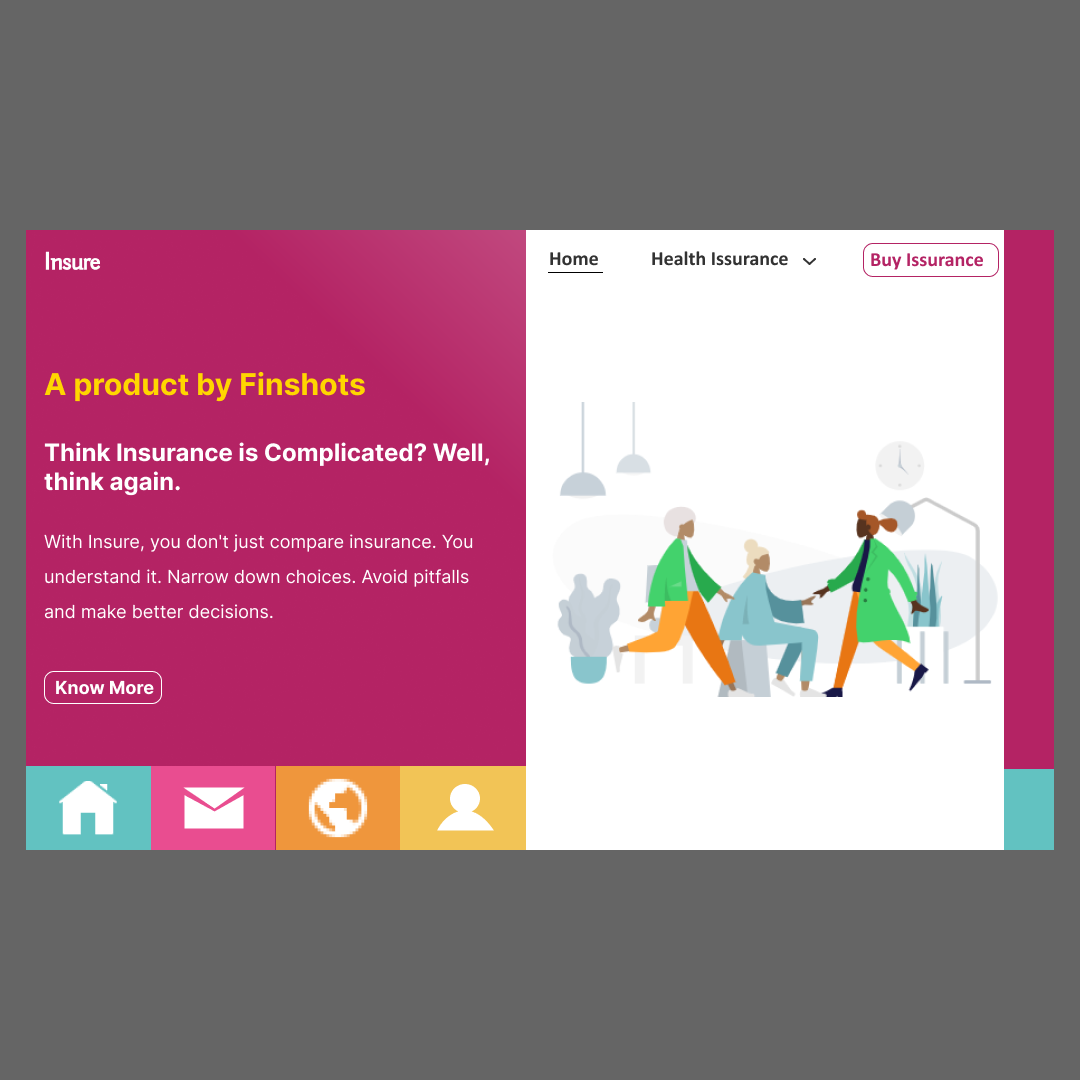 Insure
Home
Health Issurance
Buy Issurance
A product by Finshots
Think Insurance is Complicated? Well,
think again.
With Insure, you don't just compare insurance. You
understand it. Narrow down choices. Avoid pitfalls
and make better decisions.
Know More